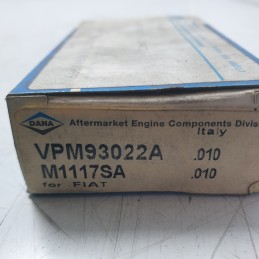 DANA Aftermarket Engine Components Divis
Italy
VPM93022A .010
M1117SA .010
for FIAT